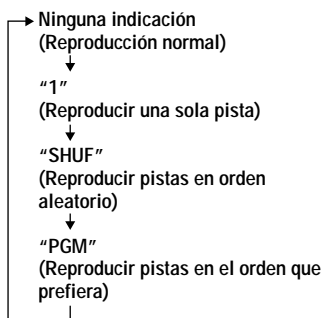 Ninguna indicación
(Reproducción normal)
“1”
(Reproducir una sola pista)
“SHUF”
(Reproducir pistas en orden
aleatorio)
“PGM”
(Reproducir pistas en el orden que
prefiera)